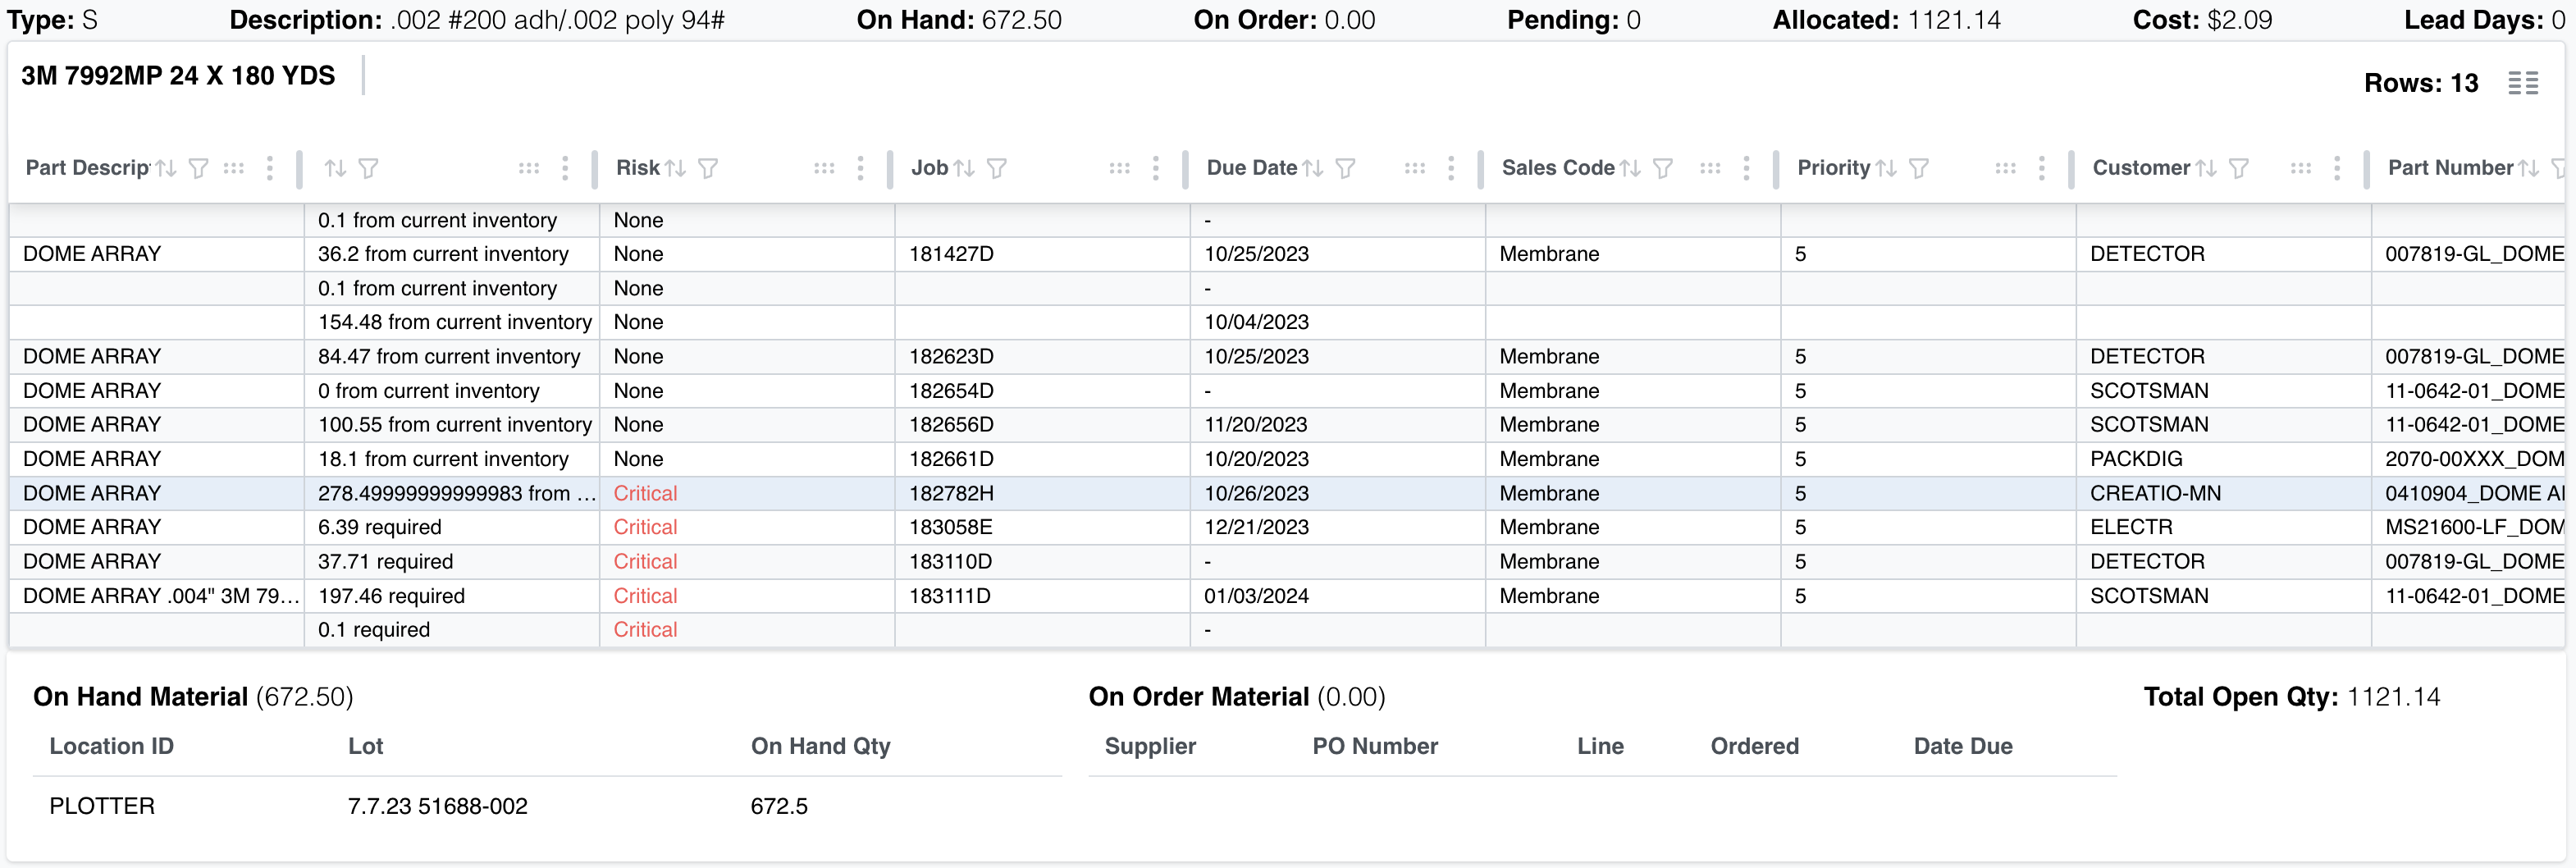 Type: S Description: .002 #200 adh/.002 poly 94# On Hand: 672.50 On Order: 0.00 Pending: 0 Allocated: 1121.14 Cost: $2.09 Lead Days: 0
3M 7992MP 24 X 180 YDS
Rows: 13
Part Descrip Risk Job Due Date Sales Code Priority Customer Part Number
0.1 from current inventory None -
DOME ARRAY 36.2 from current inventory None 181427D 10/25/2023 Membrane 5 DETECTOR 007819-GL_DOME
0.1 from current inventory None -
154.48 from current inventory None 10/04/2023
DOME ARRAY 84.47 from current inventory None 182623D 10/25/2023 Membrane 5 DETECTOR 007819-GL_DOME
DOME ARRAY 0 from current inventory None 182654D - Membrane 5 SCOTSMAN 11-0642-01_DOME
DOME ARRAY 100.55 from current inventory None 182656D 11/20/2023 Membrane 5 SCOTSMAN 11-0642-01_DOME
DOME ARRAY 18.1 from current inventory None 182661D 10/20/2023 Membrane 5 PACKDIG 2070-00XXX_DOM
DOME ARRAY 278.49999999999983 from ... Critical 182782H 10/26/2023 Membrane 5 CREATIO-MN 0410904_DOME A
DOME ARRAY 6.39 required Critical 183058E 12/21/2023 Membrane 5 ELECTR MS21600-LF_DOM
DOME ARRAY 37.71 required Critical 183110D - Membrane 5 DETECTOR 007819-GL_DOME
DOME ARRAY .004" 3M 79... 197.46 required Critical 183111D 01/03/2024 Membrane 5 SCOTSMAN 11-0642-01_DOME
0.1 required Critical -
On Hand Material (672.50) On Order Material (0.00) Total Open Qty: 1121.14
Location ID Lot On Hand Qty Supplier PO Number Line Ordered Date Due
PLOTTER 7.7.23 51688-002 672.5